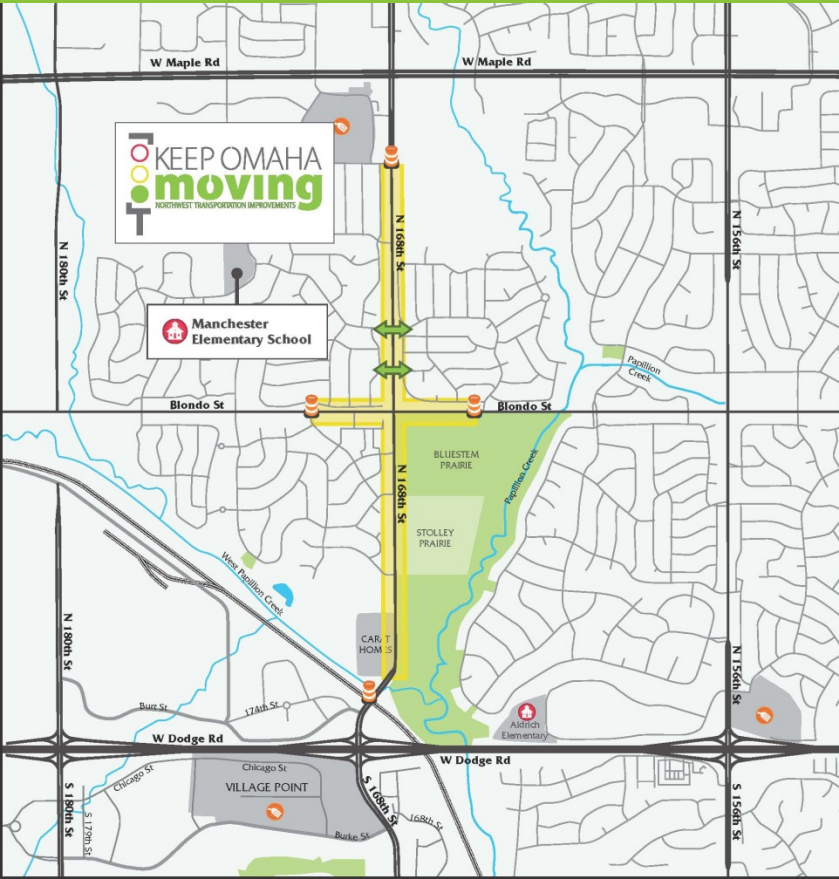 W Maple Rd
W Maple Rd
KEEP OMAHA
moving
NORTHWEST TRANSPORTATION IMPROVEMENTS
N 168th St
N 180th St
N 156th St
Manchester
Elementary School
Papillion
Creek
Blondo St
Blondo St
BLUESTEM
PRAIRIE
N 168th St
Papillion Creek
STOLLEY
PRAIRIE
West Papillion Creek
N 180th St
CARAT
HOMES
N 156th St
Burt St
174th St
Aldrich
Elementary
W Dodge Rd
W Dodge Rd
Chicago St
Chicago St
VILLAGE POINT
S 180th St
S 179th St
S 168th St
168th St
Burke St
S 156th St